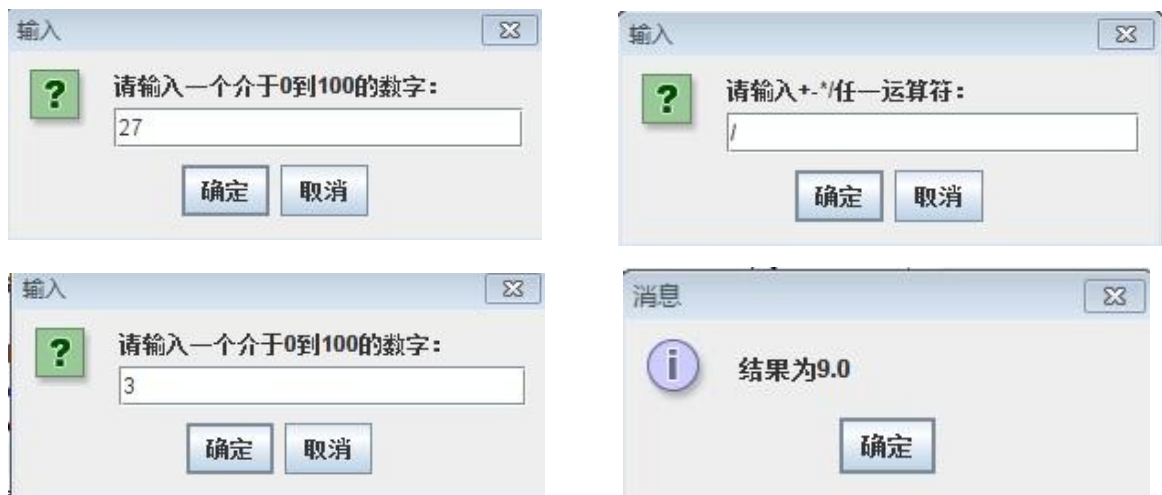 输入
请输入一个介于0到100的数字：
27
确定 取消
输入
请输入+-*/任一运算符：
/
确定 取消
输入
请输入一个介于0到100的数字：
3
确定 取消
消息
结果为9.0
确定